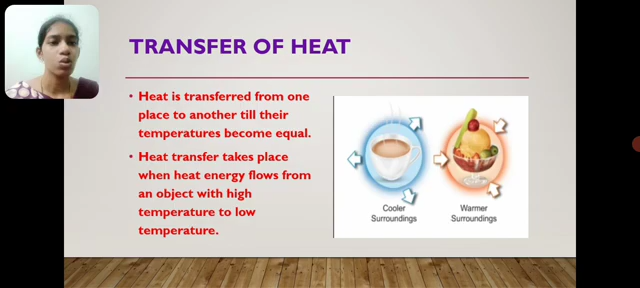 TRANSFER OF HEAT
• Heat is transferred from one
place to another till their
temperatures become equal.
• Heat transfer takes place
when heat energy flows from
an object with high
temperature to low
temperature.
Cooler
Surroundings
Warmer
Surroundings